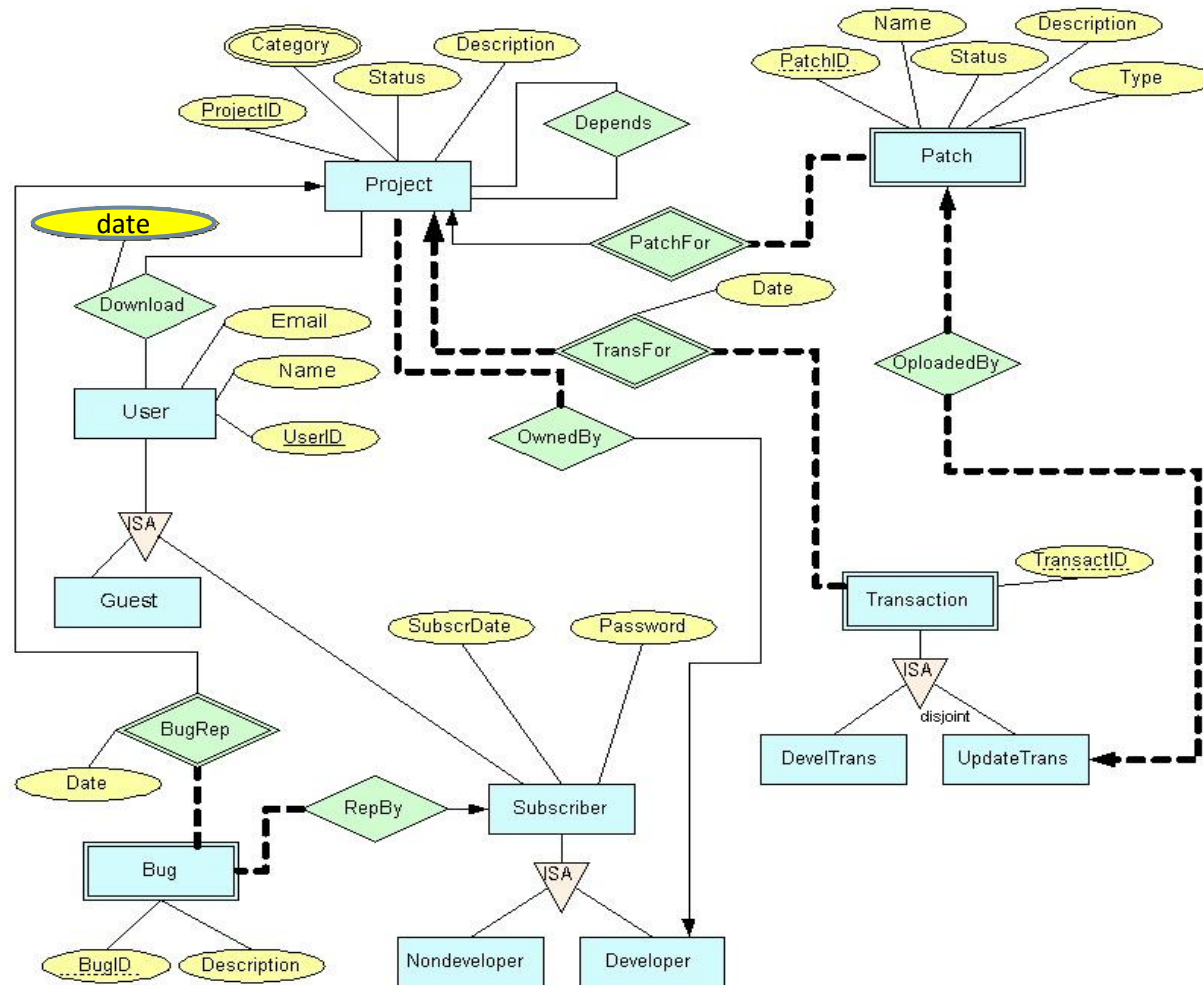 Category
Description
Status
ProjectID
Depends
Project
Name
Description
PatchID
Status
Type
Patch
date
PatchFor
Download
Date
Email
TransFor
OploadedBy
Name
User
UserID
OwnedBy
ISA
Guest
TransactID
Transaction
SubscrDate
Password
ISA
disjoint
BugRep
DevelTrans
UpdateTrans
Date
RepBy
Subscriber
Bug
ISA
BugID
Description
Nondeveloper
Developer